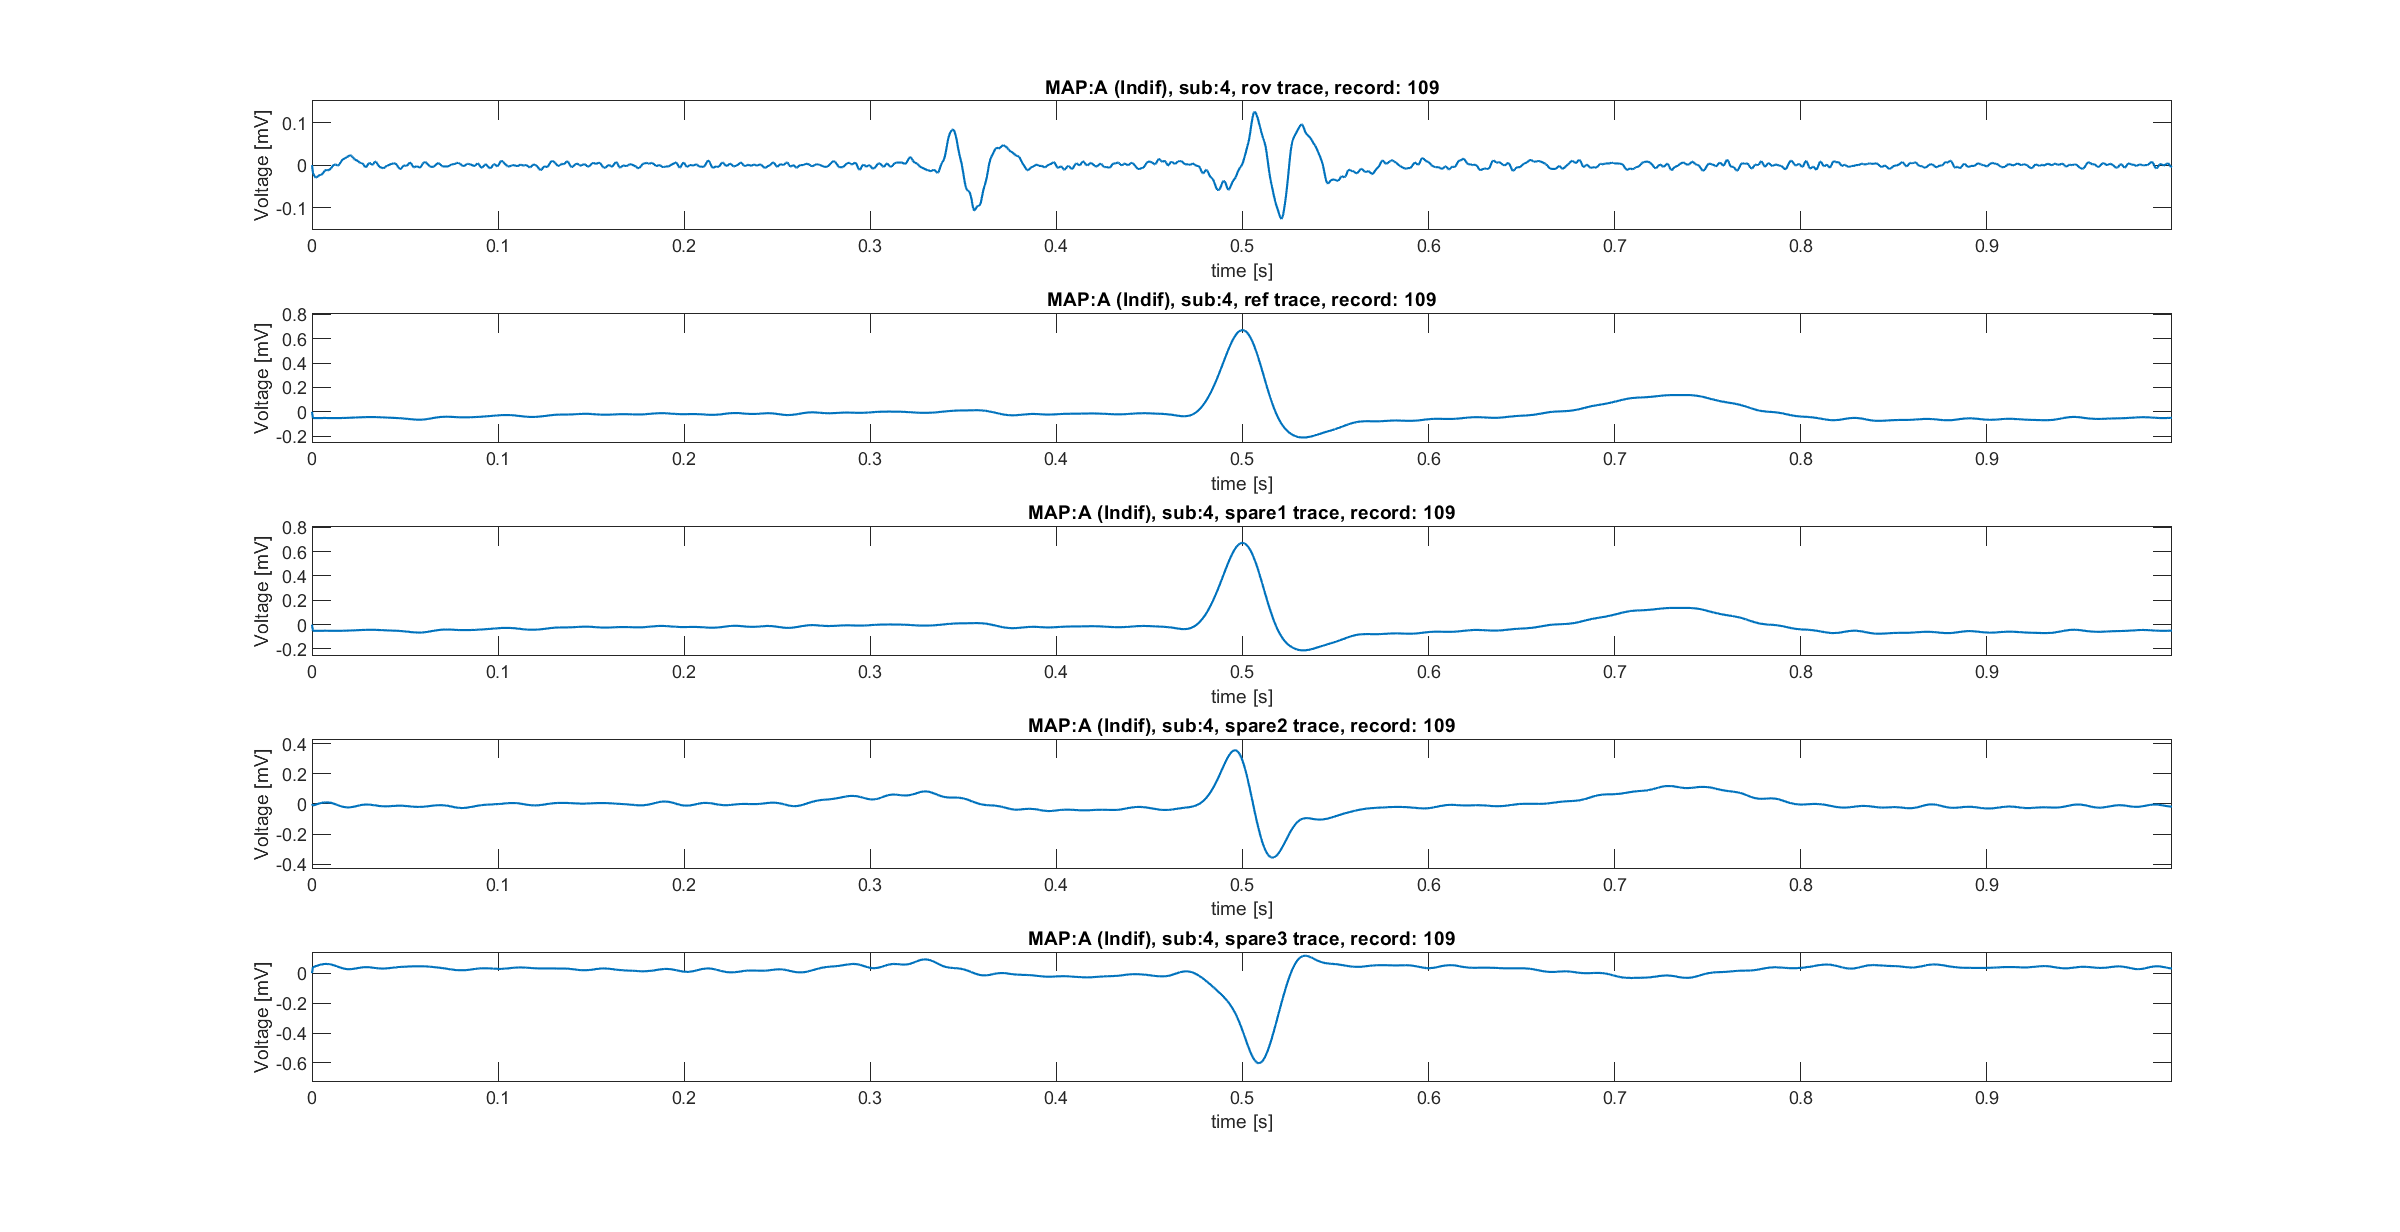 MAP:A (Indif), sub:4, rov trace, record: 109
Voltage [mV]
0.1
0
-0.1
0 0.1 0.2 0.3 0.4 0.5 0.6 0.7 0.8 0.9
time [s]
MAP:A (Indif), sub:4, ref trace, record: 109
Voltage [mV]
0.8
0.6
0.4
0.2
0
-0.2
0 0.1 0.2 0.3 0.4 0.5 0.6 0.7 0.8 0.9
time [s]
MAP:A (Indif), sub:4, spare1 trace, record: 109
Voltage [mV]
0.8
0.6
0.4
0.2
0
-0.2
0 0.1 0.2 0.3 0.4 0.5 0.6 0.7 0.8 0.9
time [s]
MAP:A (Indif), sub:4, spare2 trace, record: 109
Voltage [mV]
0.4
0.2
0
-0.2
-0.4
0 0.1 0.2 0.3 0.4 0.5 0.6 0.7 0.8 0.9
time [s]
MAP:A (Indif), sub:4, spare3 trace, record: 109
Voltage [mV]
0
-0.2
-0.4
-0.6
0 0.1 0.2 0.3 0.4 0.5 0.6 0.7 0.8 0.9
time [s]